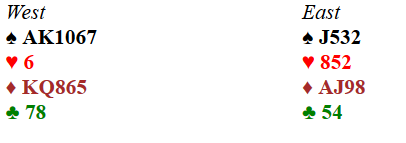 West East
♠ AK1067 ♠ J532
♥ 6 ♥ 852
♦ KQ865 ♦ AJ98
♣ 78 ♣ 54